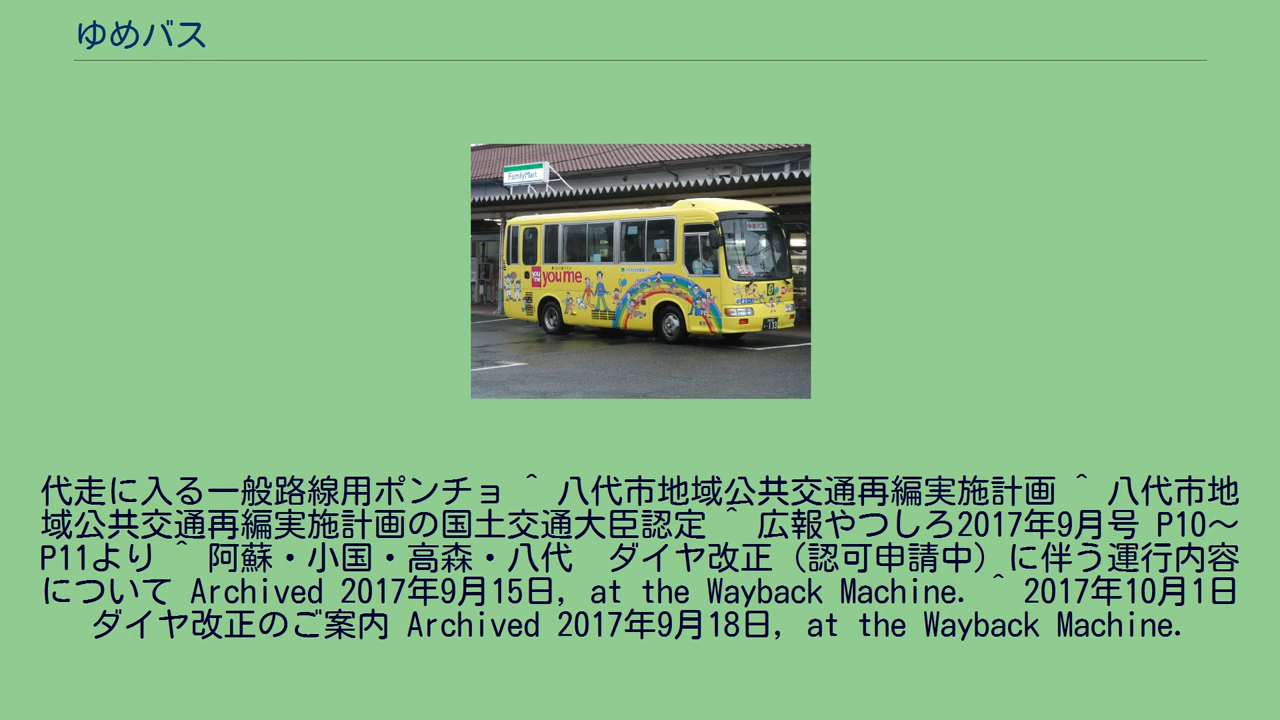 ゆめバス
FamilyMart
ゆめバス
you me
youme
代走に入る一般路線用ポンチョ ^ 八代市地域公共交通再編実施計画 ^ 八代市地
域公共交通再編実施計画の国土交通大臣認定 ^ 広報やつしろ2017年9月号 P10～
P11より ^ 阿蘇・小国・高森・八代　ダイヤ改正（認可申請中）に伴う運行内容
について Archived 2017年9月15日, at the Wayback Machine. ^ 2017年10月1日
ダイヤ改正のご案内 Archived 2017年9月18日, at the Wayback Machine.